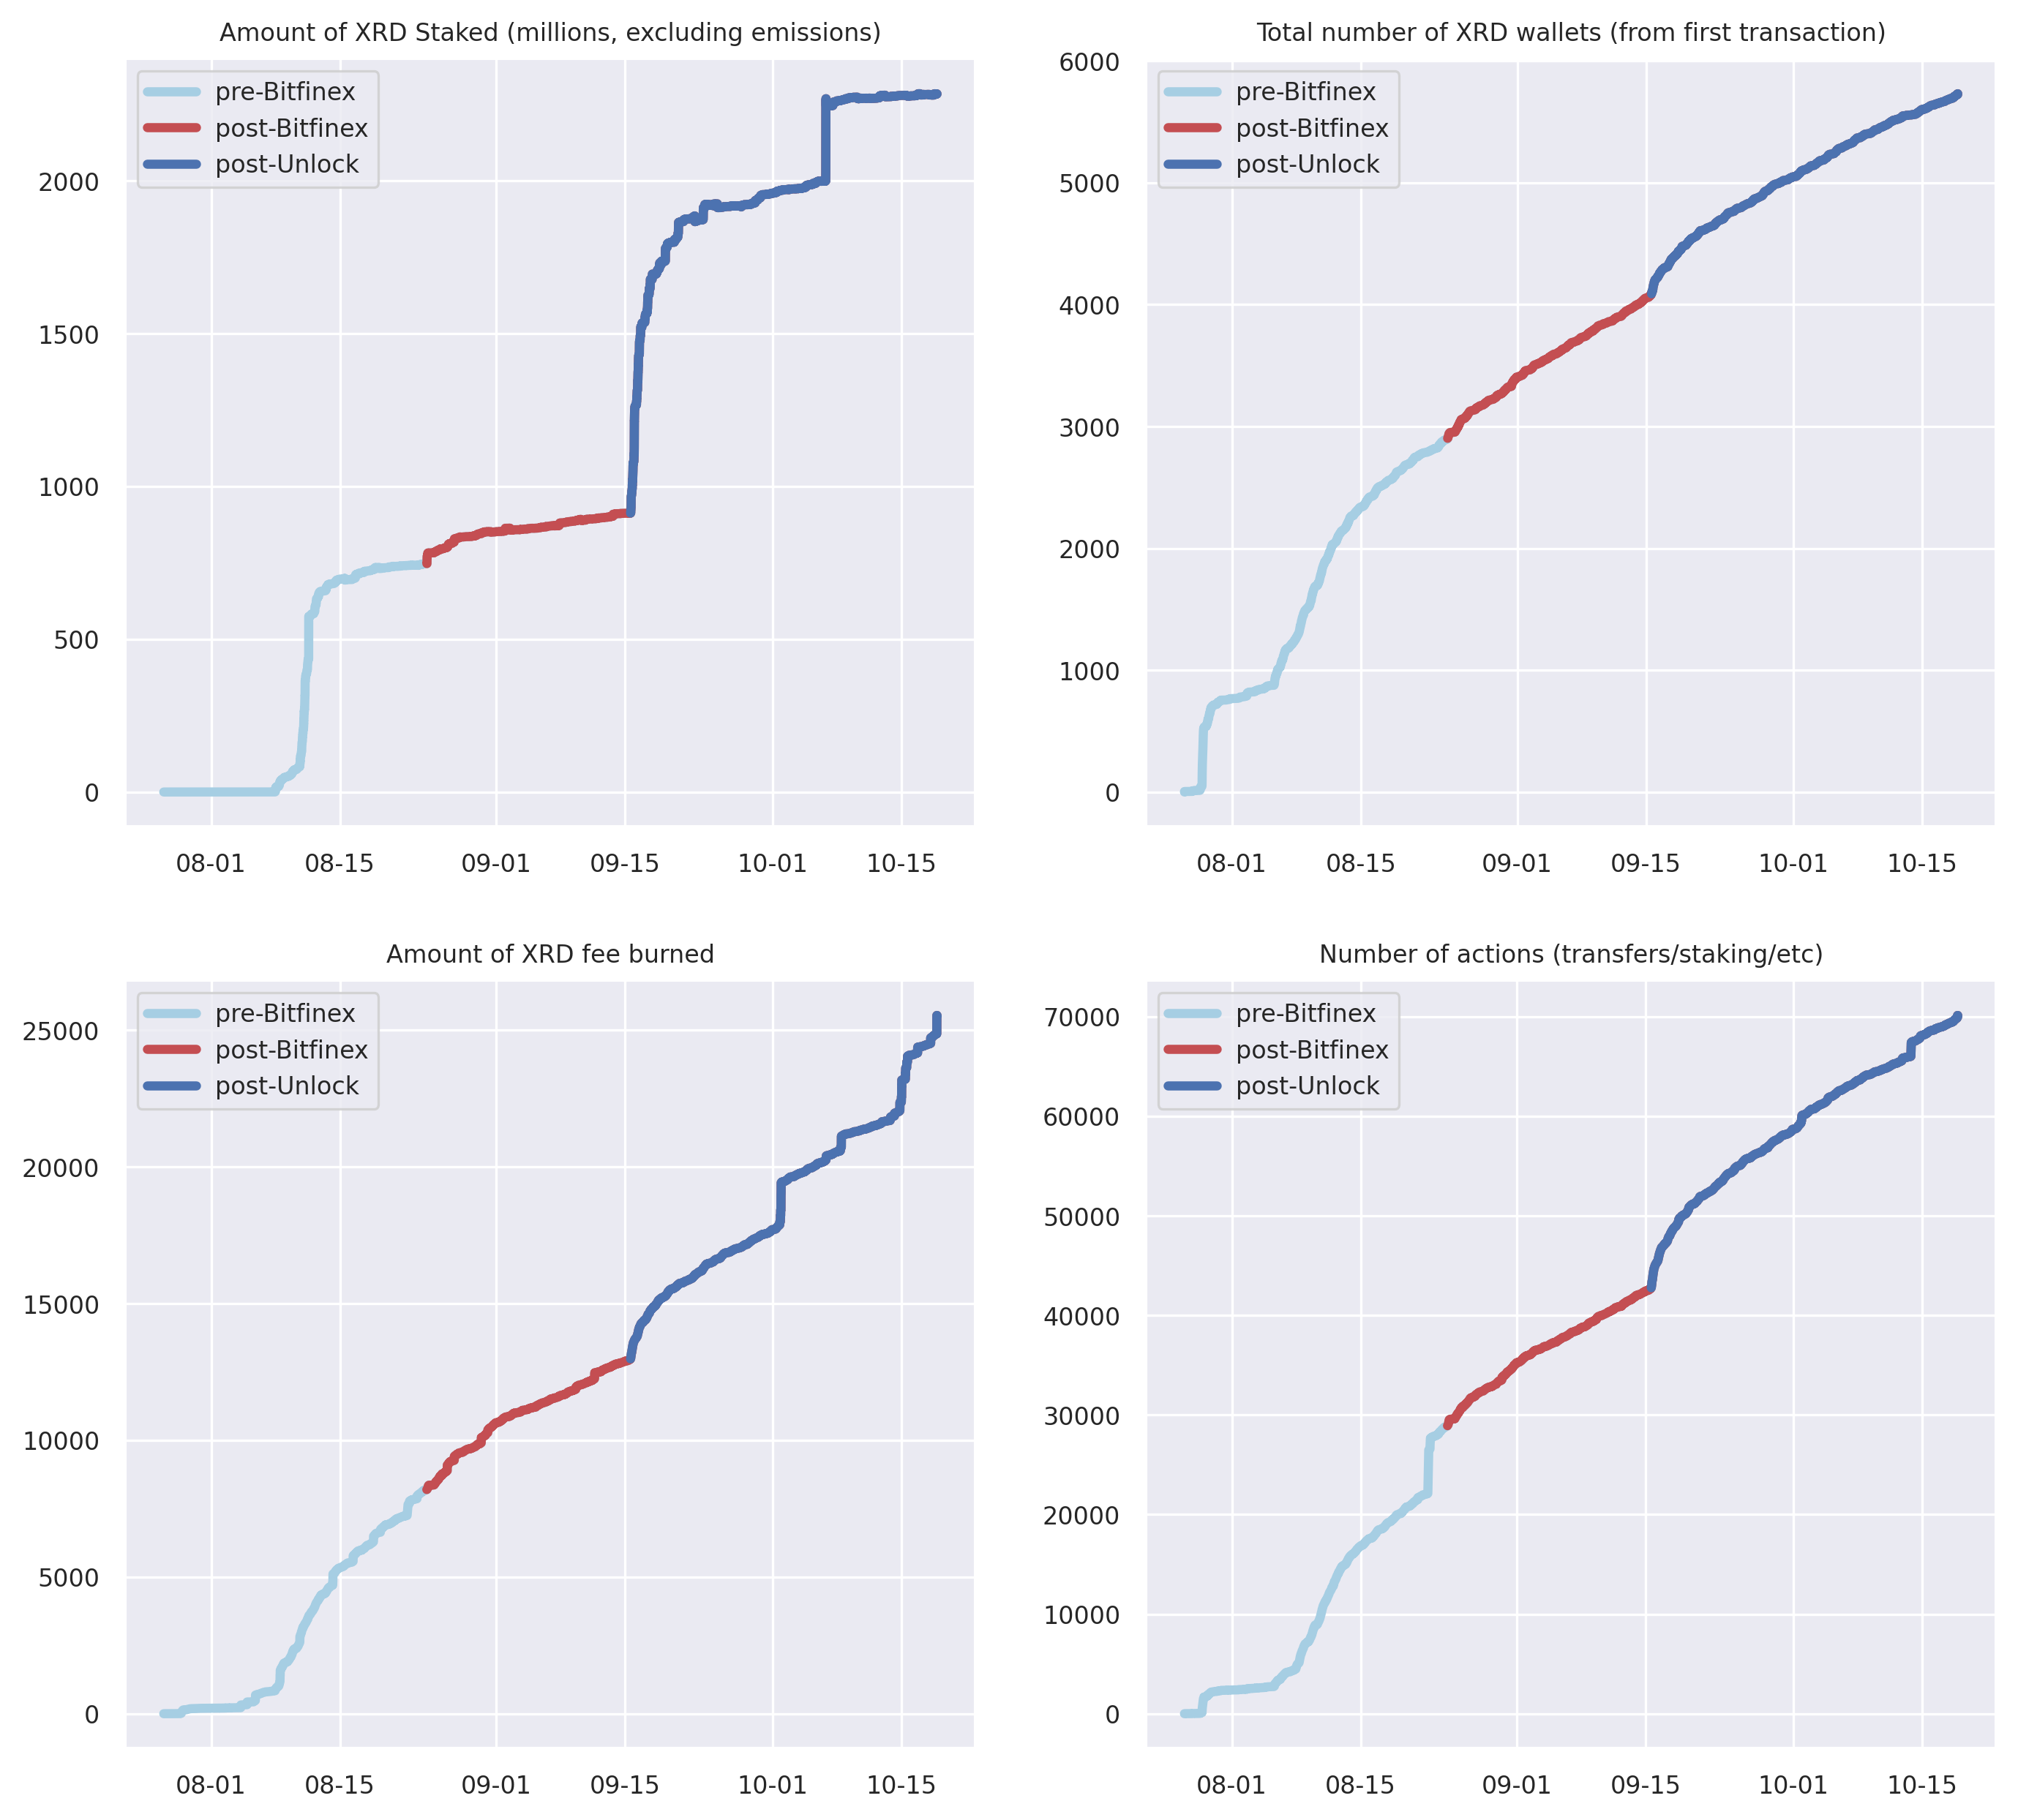 Amount of XRD Staked (millions, excluding emissions)
pre-Bitfinex
post-Bitfinex
post-Unlock
2000
1500
1000
500
0
08-01 08-15 09-01 09-15 10-01 10-15
Total number of XRD wallets (from first transaction)
6000
pre-Bitfinex
post-Bitfinex
post-Unlock
5000
4000
3000
2000
1000
0
08-01 08-15 09-01 09-15 10-01 10-15
Amount of XRD fee burned
pre-Bitfinex
25000
post-Bitfinex
post-Unlock
20000
15000
10000
5000
0
08-01 08-15 09-01 09-15 10-01 10-15
Number of actions (transfers/staking/etc)
pre-Bitfinex
70000
post-Bitfinex
post-Unlock
60000
50000
40000
30000
20000
10000
0
08-01 08-15 09-01 09-15 10-01 10-15